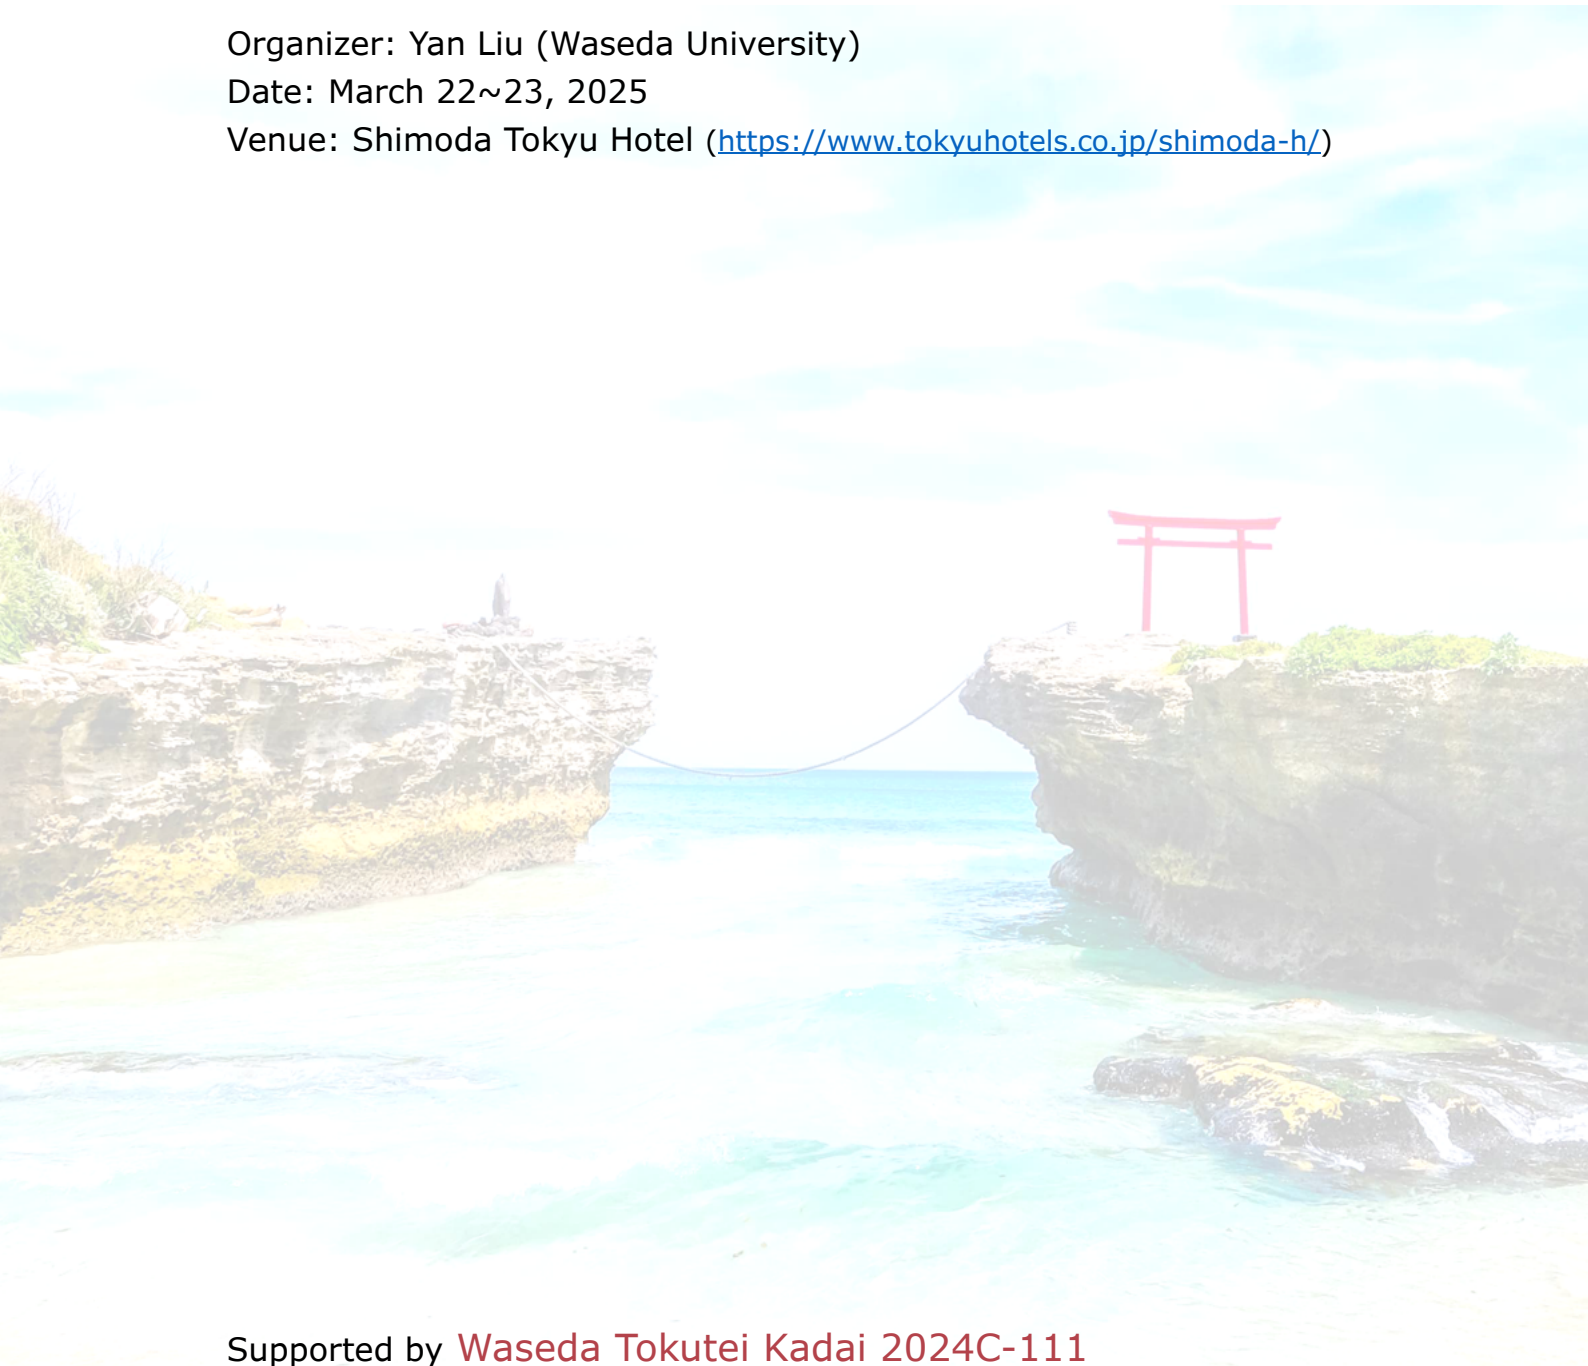 Organizer: Yan Liu (Waseda University)
Date: March 22~23, 2025
Venue: Shimoda Tokyu Hotel (https://www.tokyuhotels.co.jp/shimoda-h/)
Supported by Waseda Tokutei Kadai 2024C-111